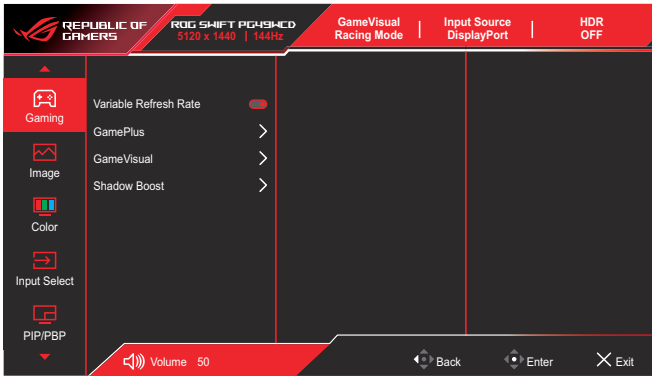 REPUBLIC OF
GAMERS
ROG SWIFT PG49WCD
5120 x 1440 | 144Hz
GameVisual
Racing Mode
Input Source
DisplayPort
HDR
OFF
Gaming
Image
Color
Input Select
PIP/PBP
Variable Refresh Rate
GamePlus
GameVisual
Shadow Boost
Volume 50
Back
Enter
Exit